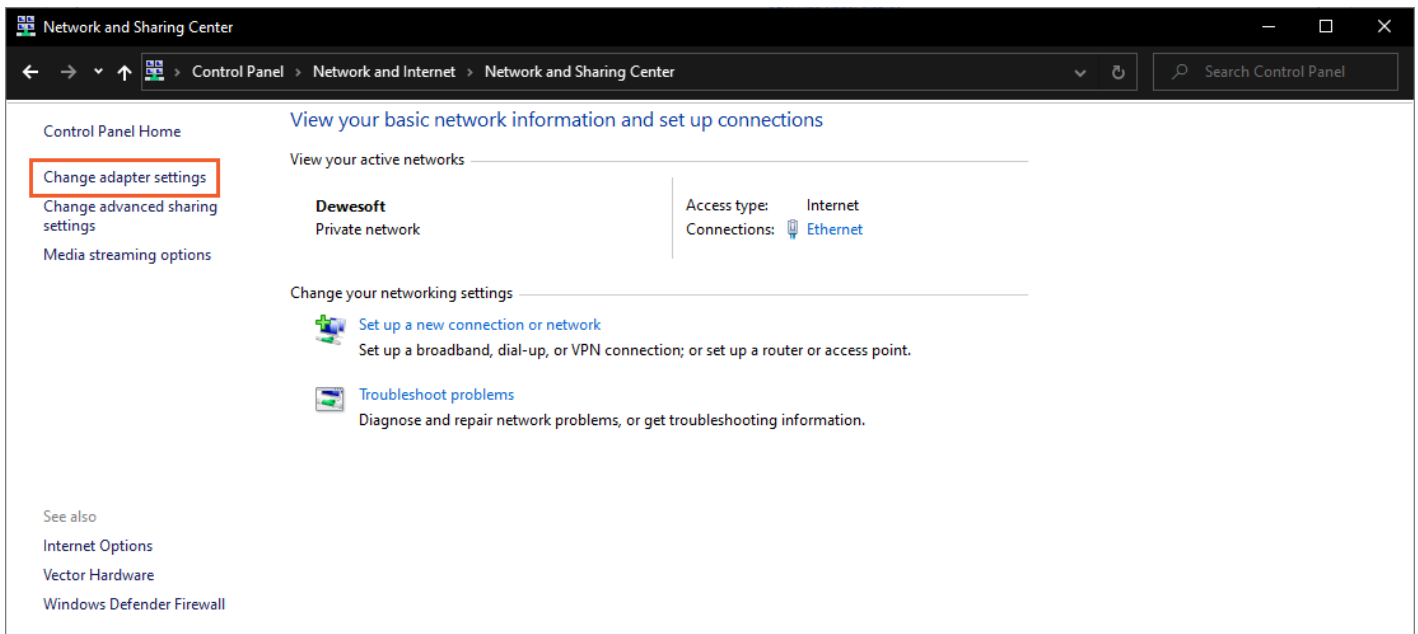 Network and Sharing Center
Control Panel > Network and Internet > Network and Sharing Center
Search Control Panel
Control Panel Home
Change adapter settings
Change advanced sharing
settings
Media streaming options
View your basic network information and set up connections
View your active networks
Dewesoft
Private network
Access type: Internet
Connections: Ethernet
Change your networking settings
Set up a new connection or network
Set up a broadband, dial-up, or VPN connection; or set up a router or access point.
Troubleshoot problems
Diagnose and repair network problems, or get troubleshooting information.
See also
Internet Options
Vector Hardware
Windows Defender Firewall